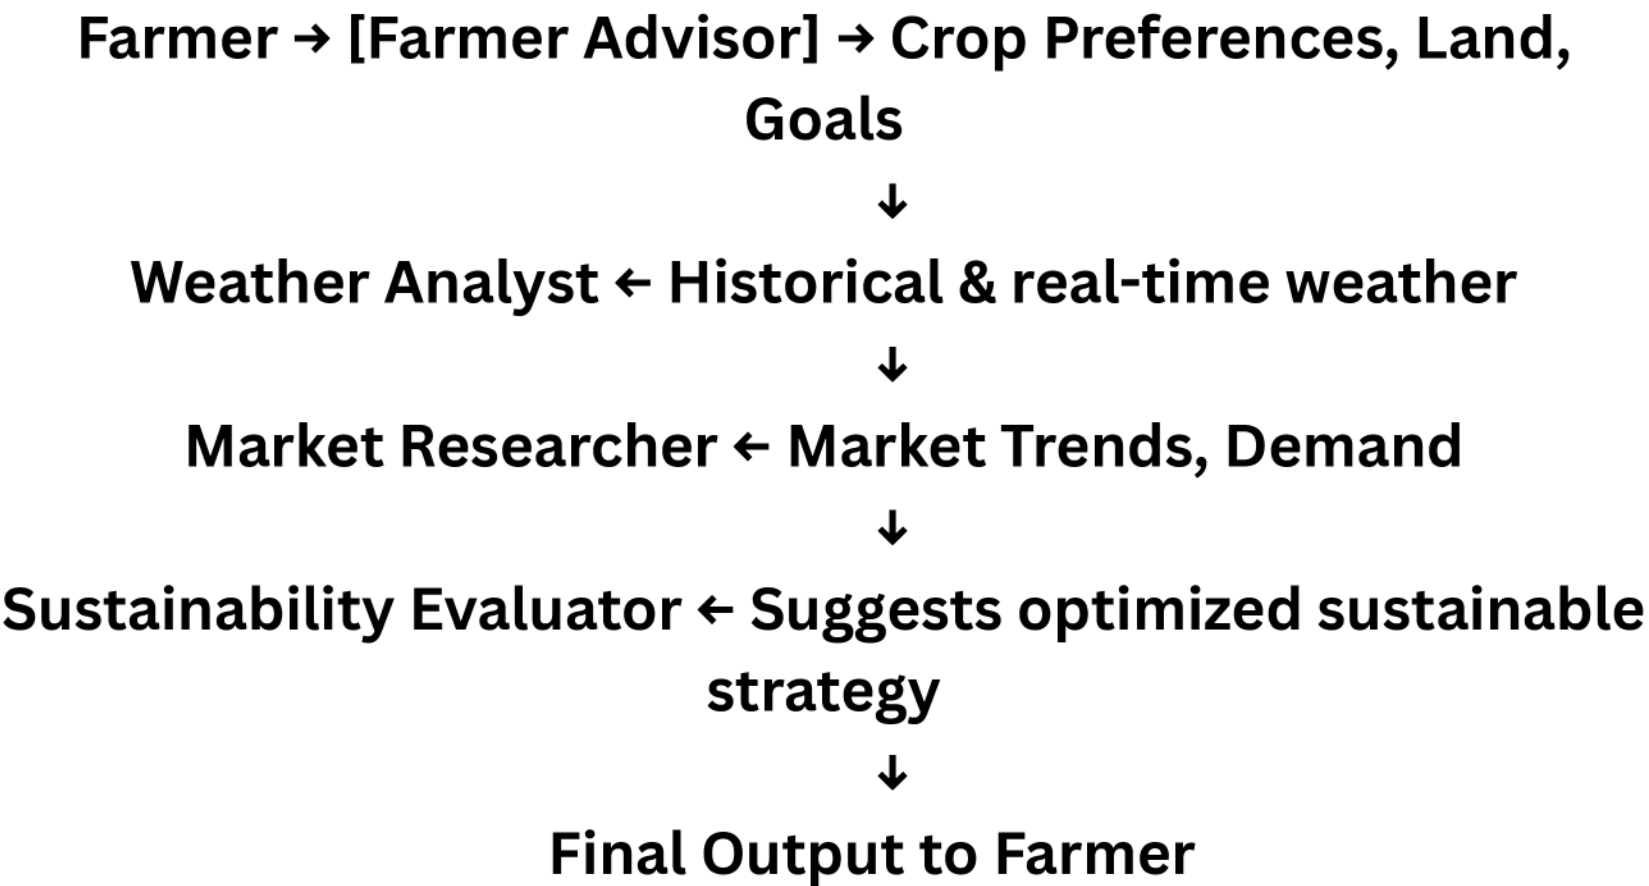 Farmer → [Farmer Advisor] → Crop Preferences, Land,
Goals
↓
Weather Analyst ← Historical & real-time weather
↓
Market Researcher ← Market Trends, Demand
↓
Sustainability Evaluator ← Suggests optimized sustainable
strategy
↓
Final Output to Farmer